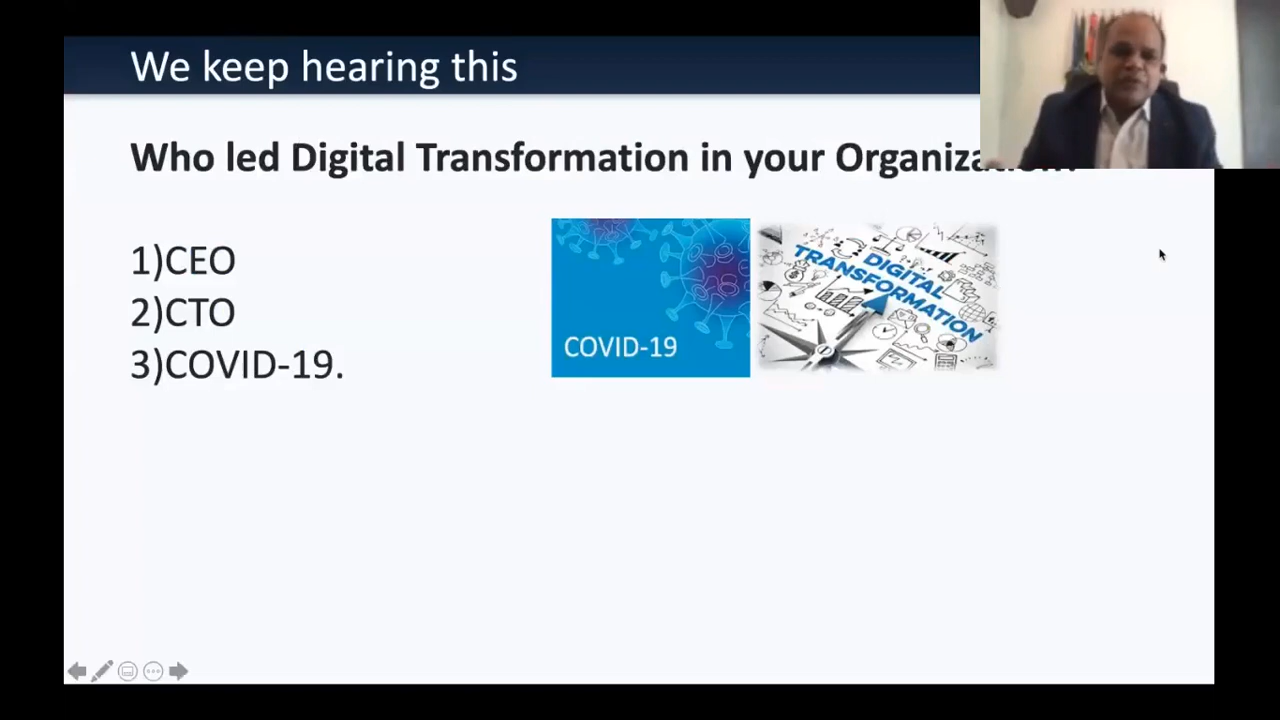 We keep hearing this
Who led Digital Transformation in your
1)CEO
2)CTO
3)COVID-19.
COVID-19
DIGITAL
TRANSFORMATION